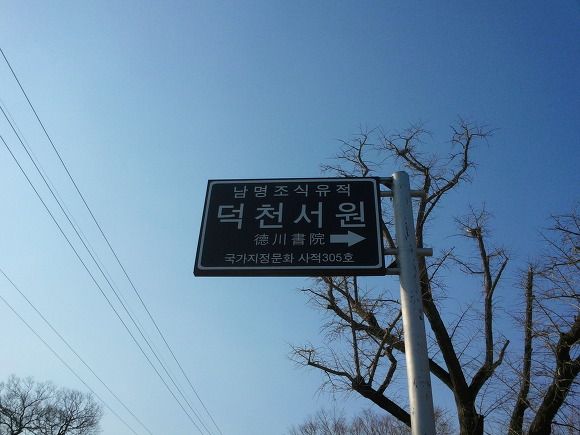 남명조식유적
덕천서원
德川書院
국가지정문화 사적305호